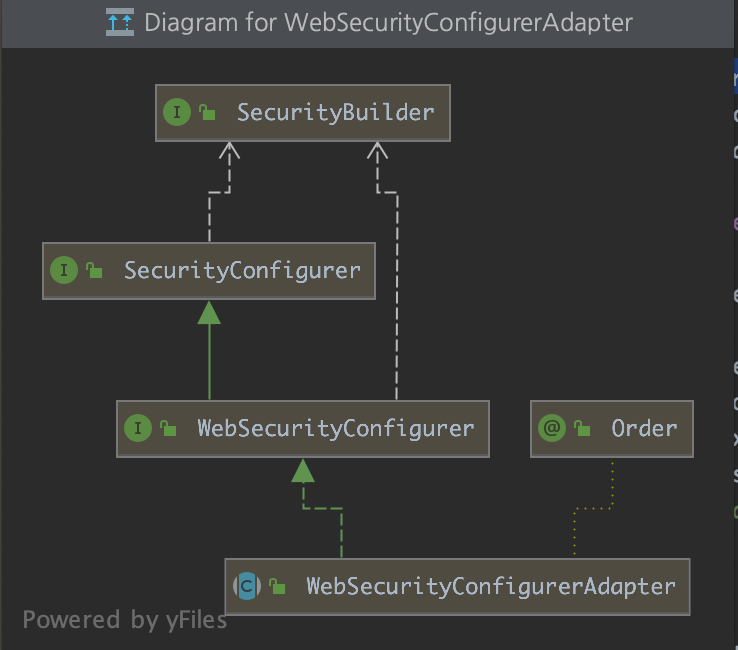 Diagram for WebSecurityConfigurerAdapter
I SecurityBuilder
I SecurityConfigurer
I WebSecurityConfigurer
@ Order
C WebSecurityConfigurerAdapter
Powered by yFiles